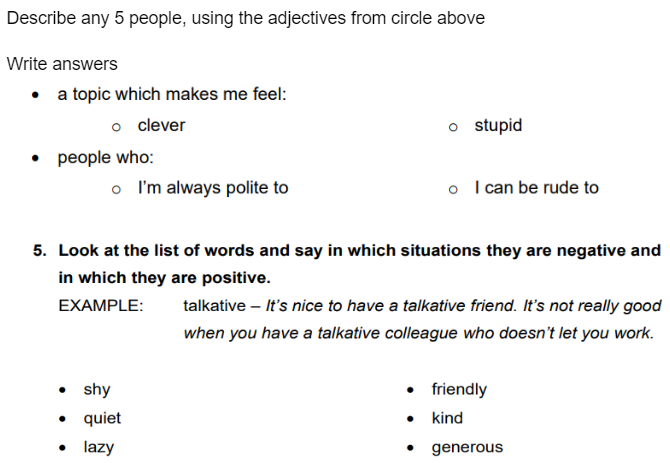 Describe any 5 people, using the adjectives from circle above
Write answers
• a topic which makes me feel:
o clever o stupid
• people who:
o I'm always polite to o I can be rude to
5. Look at the list of words and say in which situations they are negative and
in which they are positive.
EXAMPLE: talkative – It's nice to have a talkative friend. It's not really good
when you have a talkative colleague who doesn't let you work.
• shy • friendly
• quiet • kind
• lazy • generous